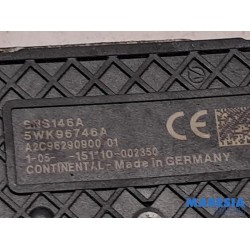 SNS146A
5WK96746A
A2C96290900 01
1-05- -151*10-002350
CONTINENTAL - Made in GERMANY
CE